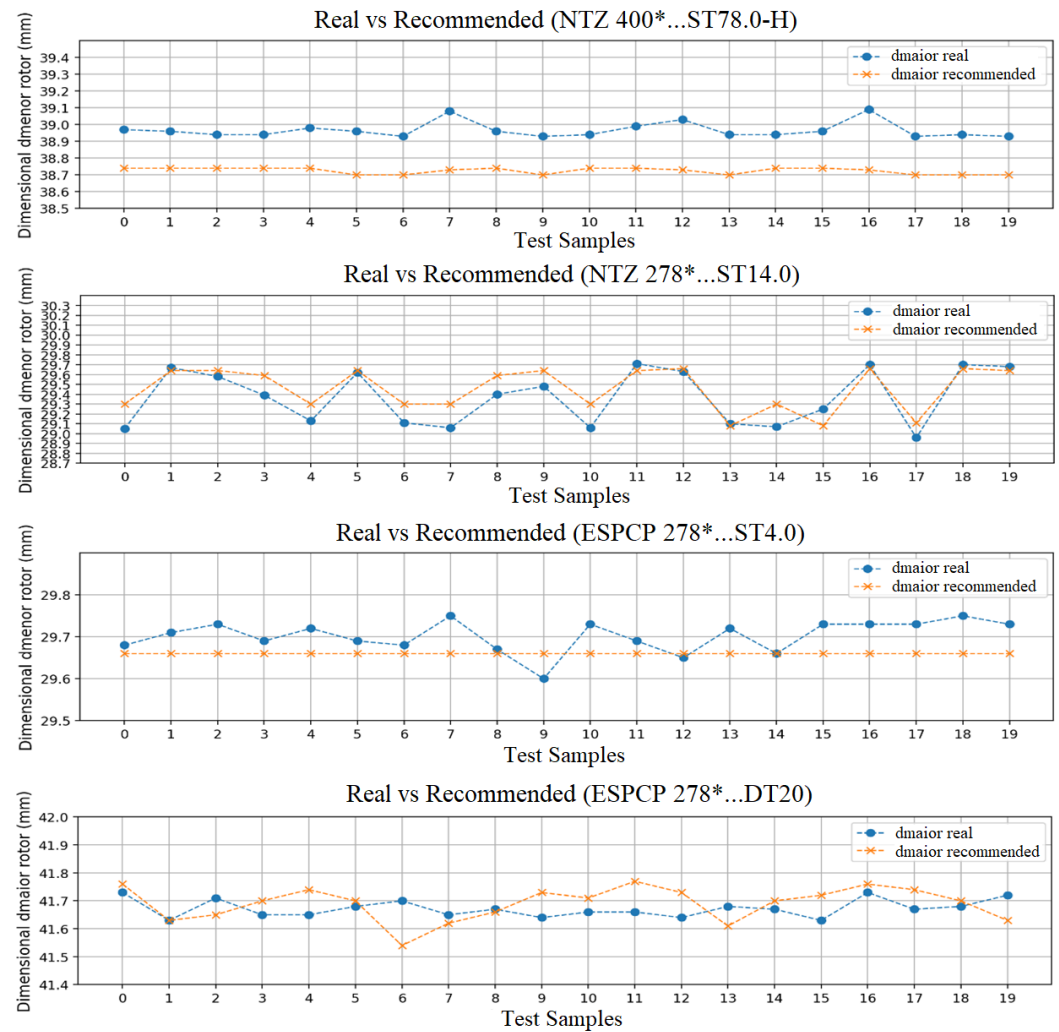 Real vs Recommended (NTZ 400*...ST78.0-H)
Dimensional dmenor rotor (mm)
39.4
39.3
39.2
39.1
39.0
38.9
38.8
38.7
38.6
38.5
dmaior real
dmaior recommended
0 1 2 3 4 5 6 7 8 9 10 11 12 13 14 15 16 17 18 19
Test Samples
Real vs Recommended (NTZ 278*...ST14.0)
Dimensional dmenor rotor (mm)
30.3
30.2
30.1
30.0
29.9
29.8
29.7
29.6
29.5
29.4
29.3
29.2
29.1
29.0
28.9
28.8
28.7
dmaior real
dmaior recommended
0 1 2 3 4 5 6 7 8 9 10 11 12 13 14 15 16 17 18 19
Test Samples
Real vs Recommended (ESPCP 278*...ST4.0)
Dimensional dmenor rotor (mm)
29.8
29.7
29.6
29.5
dmaior real
dmaior recommended
0 1 2 3 4 5 6 7 8 9 10 11 12 13 14 15 16 17 18 19
Test Samples
Real vs Recommended (ESPCP 278*...DT20)
Dimensional dmaior rotor (mm)
42.0
41.9
41.8
41.7
41.6
41.5
41.4
dmaior real
dmaior recommended
0 1 2 3 4 5 6 7 8 9 10 11 12 13 14 15 16 17 18 19
Test Samples